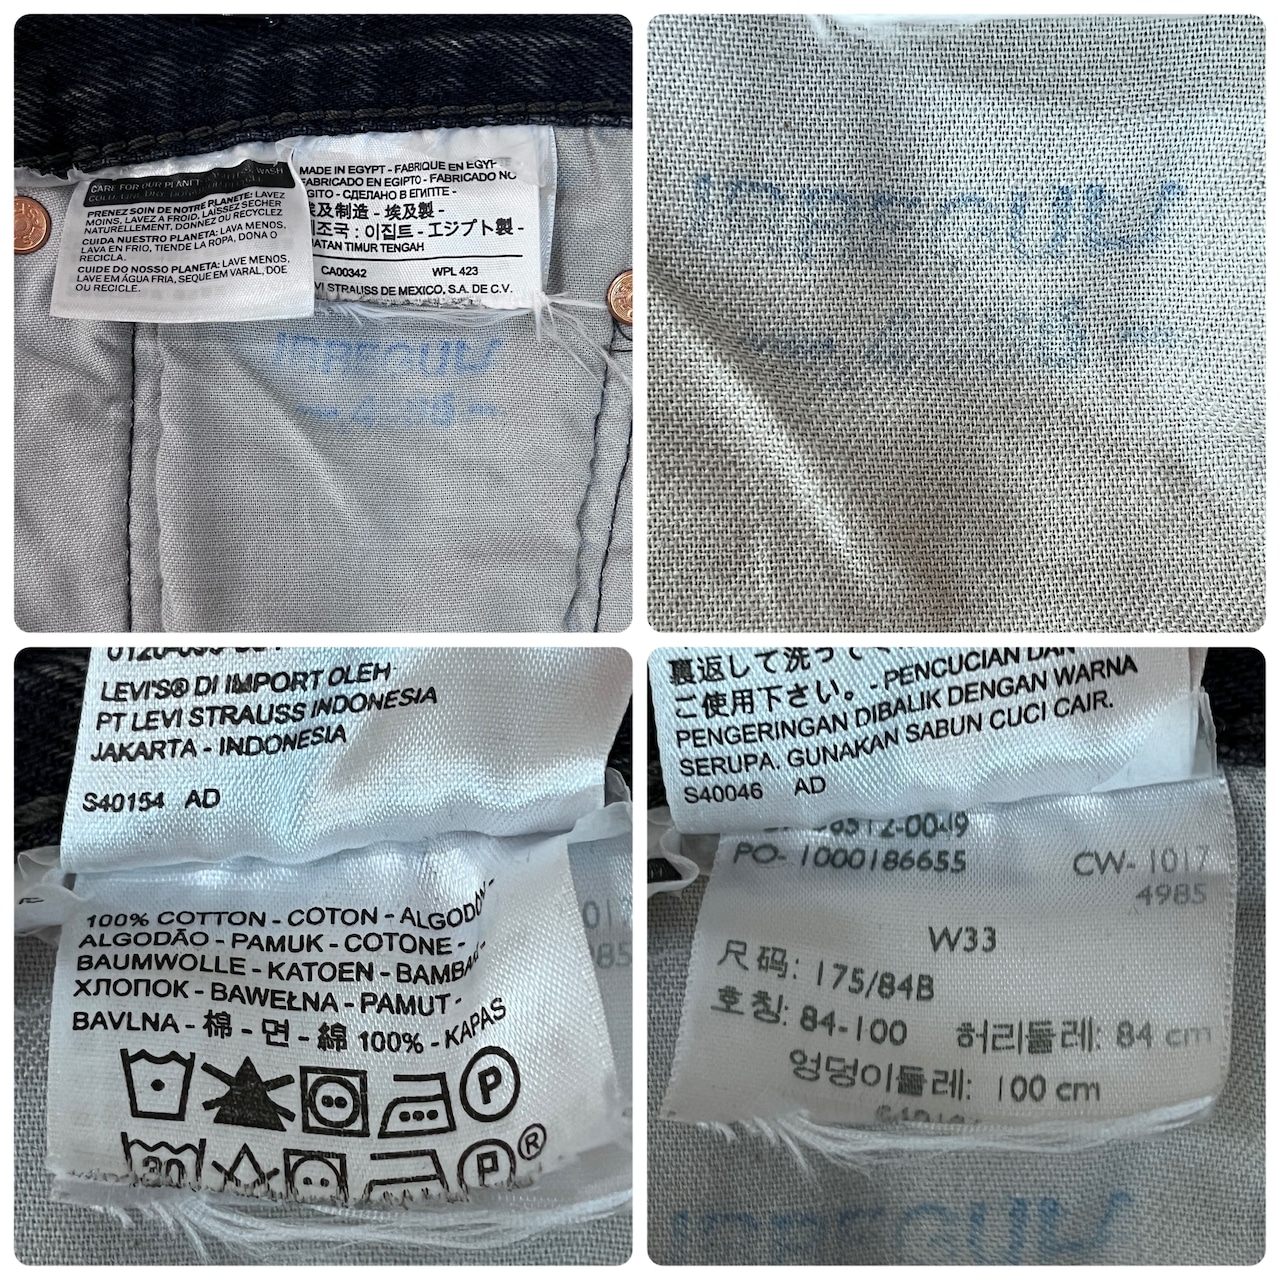 CARE FOR OUR PLANET: WASH
PRENEZ SOIN DE NOTRE PLANETE: LAVEZ
MOINS, LAVEZ A FROID, LAISSEZ SECHER
NATURELLEMENT, DONNEZ OU RECYCLEZ
CUIDA NUESTRO PLANETA: LAVA MENOS,
LAVA EN FRIO, TIENDE LA ROPA, DONA O
RECICLA.
CUIDE DO NOSSO PLANETA: LAVE MENOS,
LAVE EM ÁGUA FRIA, SEQUE EM VARAL, DOE
OU RECICLE.
MADE IN EGYPT - FABRIQUE EN
FABRICADO EN EGIPTO - FABRICADO NO
EGITO - СДЕЛАНО В ЕГИПТЕ -
埃及制造 - 埃及製 -
제조국 : 이집트 - エジプト製 -
BUATAN TIMUR TENGAH
CA00342 WPL 423
LEVI STRAUSS DE MEXICO, S.A. DE C.V.
LEVI'S® DI IMPORT OLEH
PT LEVI STRAUSS INDONESIA
JAKARTA - INDONESIA
S40154 AD
100% COTTON - COTON - ALGODÓN -
ALGODÃO - PAMUK - COTONE -
BAUMWOLLE - KATOEN - BAMBAK
ХЛОПОК - BAWEŁNA - PAMUT -
BAVLNA - 棉 - 면 - 綿 100% - KAPAS
P
30 P ®
裏返して洗って
ご使用下さい。- PENCUCIAN DAN
PENGERINGAN DIBALIK DENGAN WARNA
SERUPA. GUNAKAN SABUN CUCI CAIR.
S40046 AD
PO- 1000186655 CW- 1017
4985
W33
尺码: 175/84B
호칭: 84-100 허리둘레: 84 cm
엉덩이둘레: 100 cm